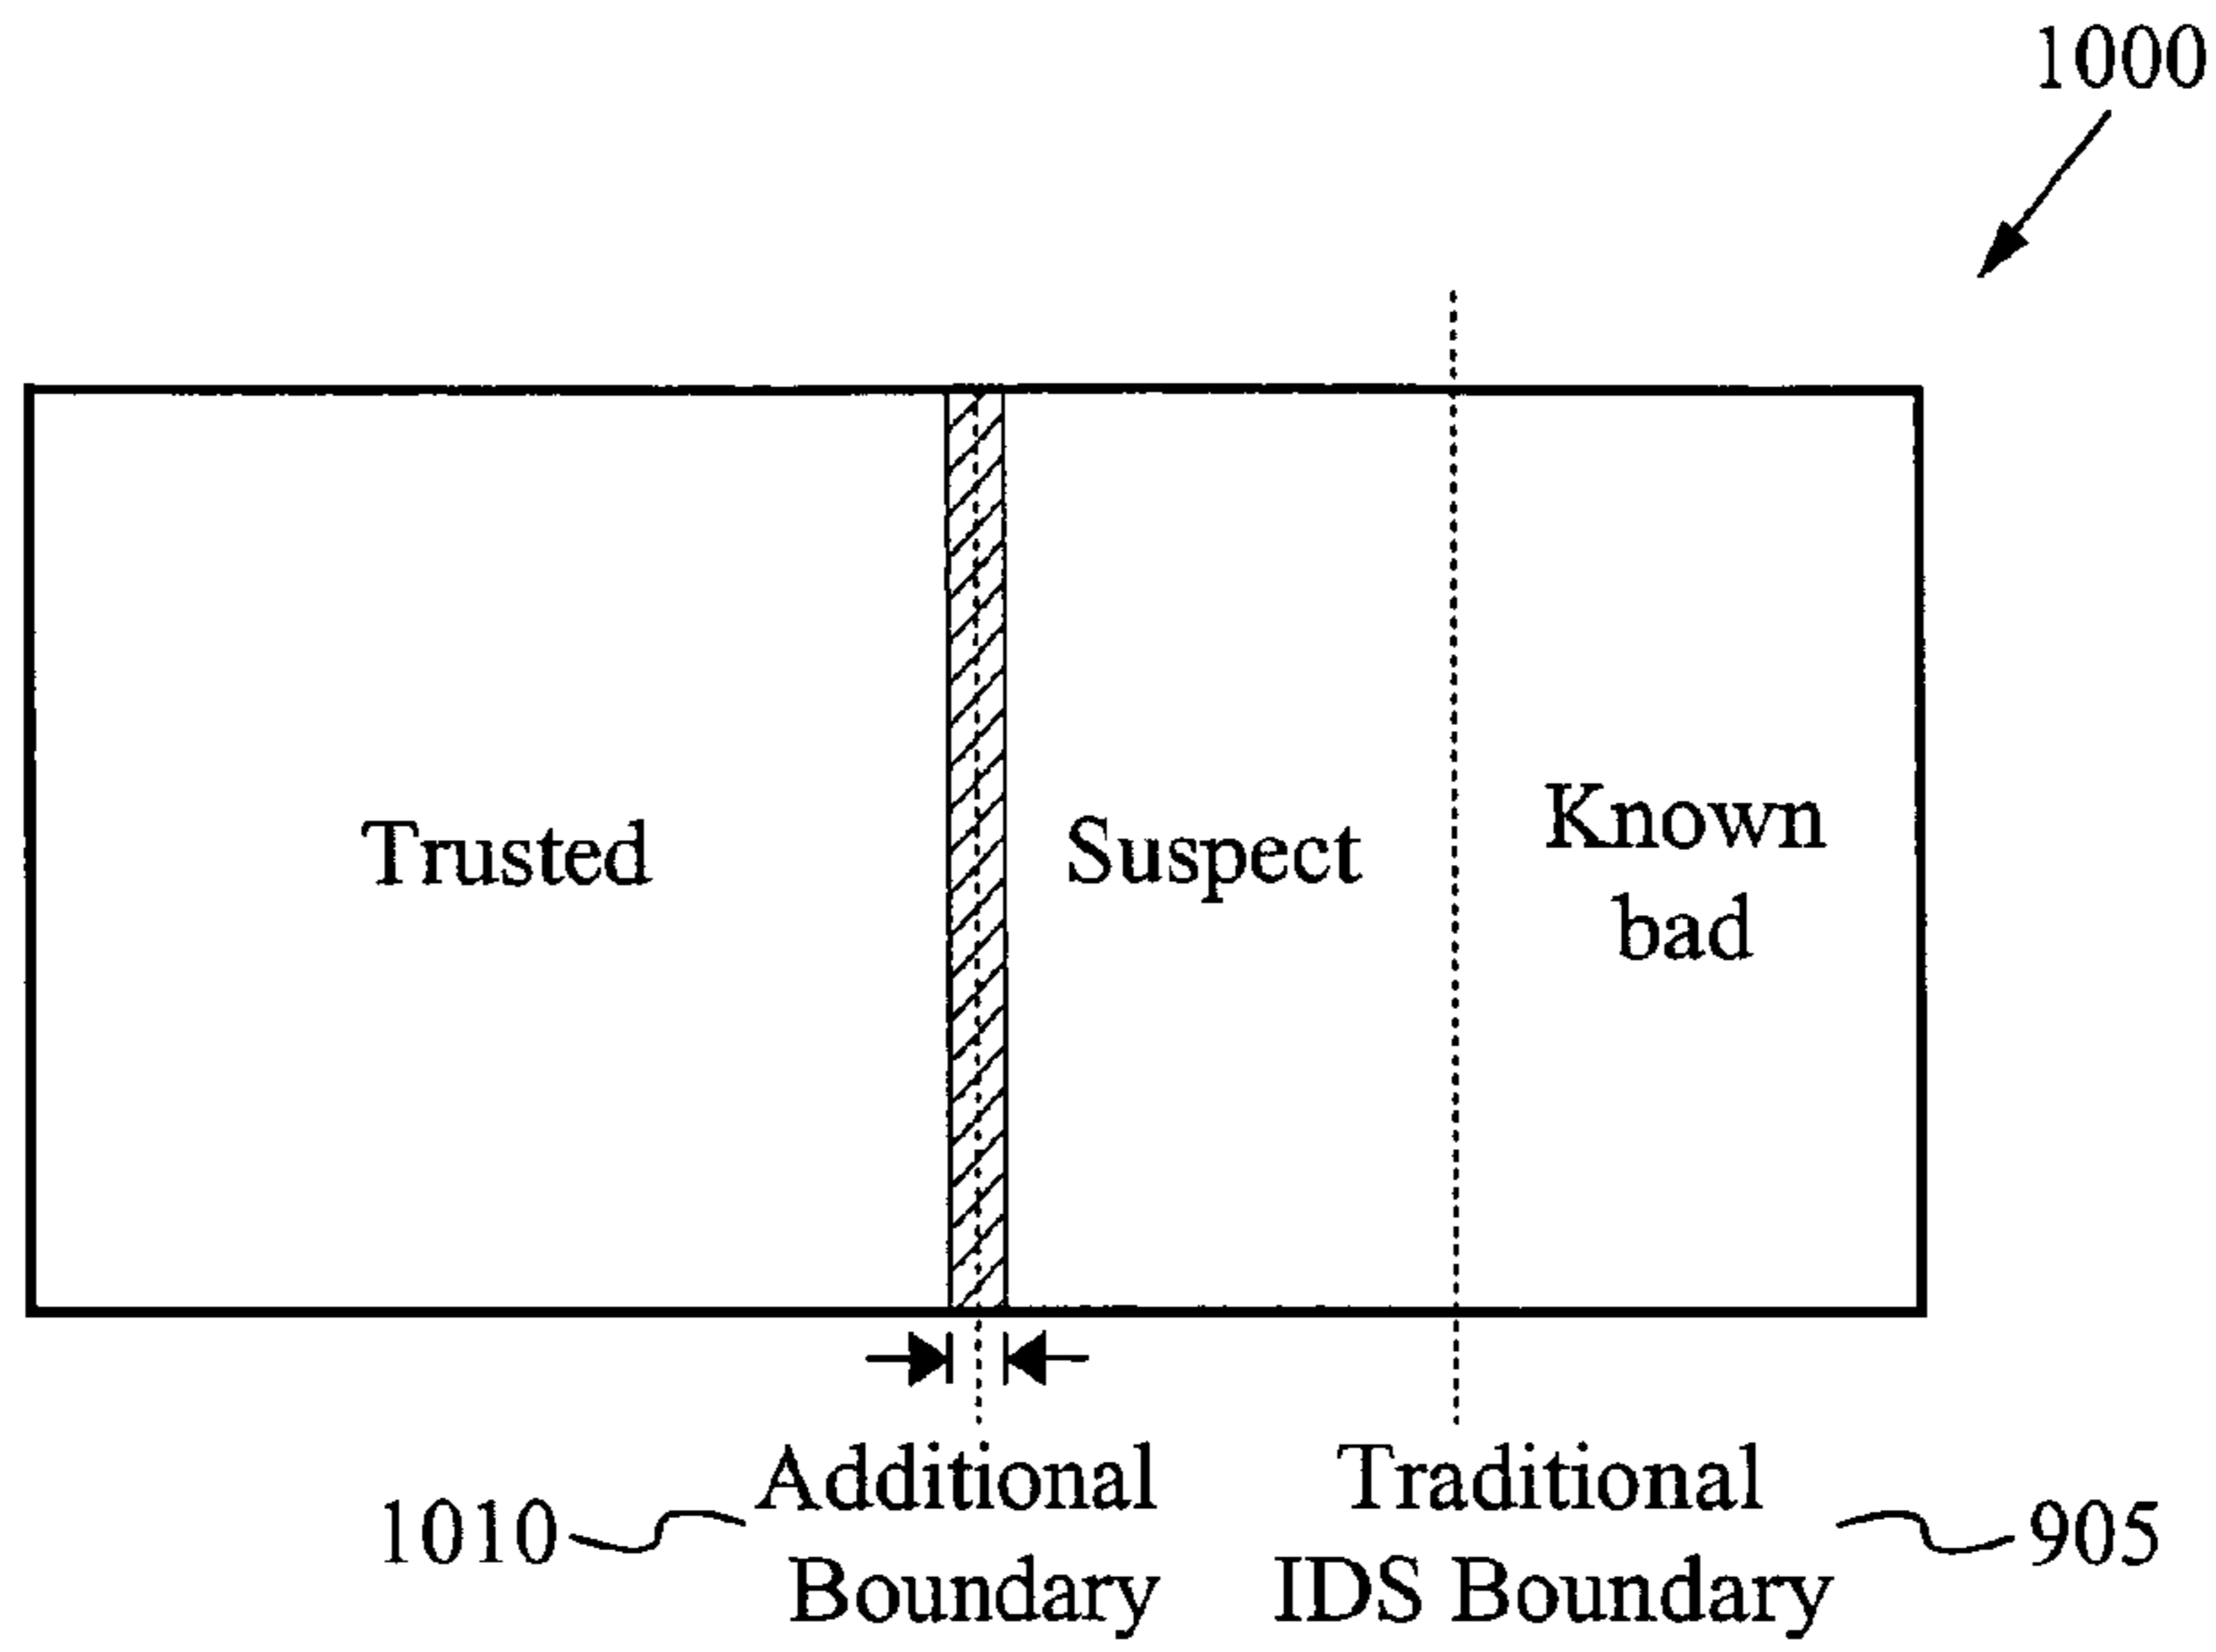 1000
Trusted
Suspect
Known
bad
1010
Additional
Boundary
Traditional
IDS Boundary
905